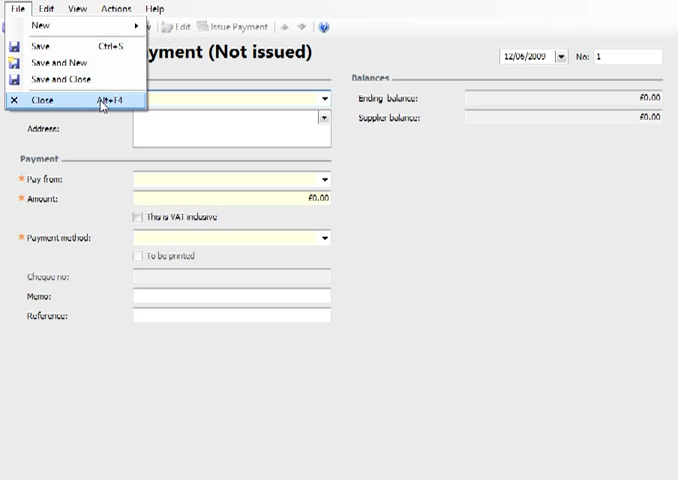 File Edit View Actions Help
New
Edit Issue Payment
Save Ctrl+S
yment (Not issued)
12/06/2009 No: 1
Save and New
Save and Close
Balances
Close Alt+F4
Ending balance: £0.00
Supplier balance: £0.00
Address:
Payment
* Pay from:
* Amount: £0.00
This is VAT inclusive
* Payment method:
To be printed
Cheque no:
Memo:
Reference: